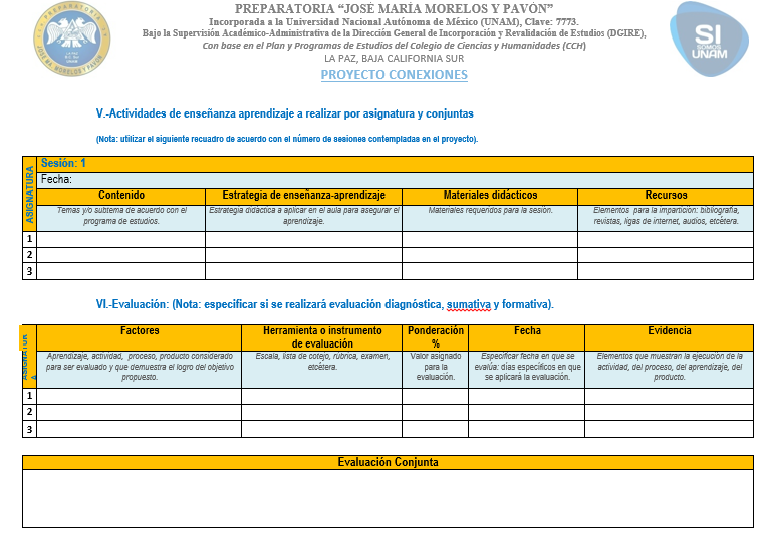 PREPARATORIA “JOSÉ MARÍA MORELOS Y PAVÓN”
Incorporada a la Universidad Nacional Autónoma de México (UNAM), Clave: 7773.
Bajo la Supervisión Académico-Administrativa de la Dirección General de Incorporación y Revalidación de Estudios (DGIRE),
Con base en el Plan y Programas de Estudios del Colegio de Ciencias y Humanidades (CCH)
LA PAZ, BAJA CALIFORNIA SUR
PROYECTO CONEXIONES
SI
SOMOS
UNAM
V.-Actividades de enseñanza aprendizaje a realizar por asignatura y conjuntas
(Nota: utilizar el siguiente recuadro de acuerdo con el número de sesiones contempladas en el proyecto).
ASIGNATURA
Sesión: 1
Fecha:
Contenido Estrategia de enseñanza-aprendizaje Materiales didácticos Recursos
Temas y/o subtema de acuerdo con el programa de estudios.
Estrategia didáctica a aplicar en el aula para asegurar el aprendizaje.
Materiales requeridos para la sesión.
Elementos para la impartición: bibliografía, revistas, ligas de internet, audios, etcétera.
1
2
3
VI.-Evaluación: (Nota: especificar si se realizará evaluación diagnóstica, sumativa y formativa).
Factores
Herramienta o instrumento de evaluación
Ponderación %
Fecha
Evidencia
Aprendizaje, actividad, proceso, producto considerado para ser evaluado y que demuestra el logro del objetivo propuesto.
Escala, lista de cotejo, rúbrica, examen, etcétera.
Valor asignado para la evaluación.
Especificar fecha en que se evalúa: días específicos en que se aplicará la evaluación.
Elementos que muestran la ejecución de la actividad, del proceso, del aprendizaje, del producto.
1
2
3
Evaluación Conjunta